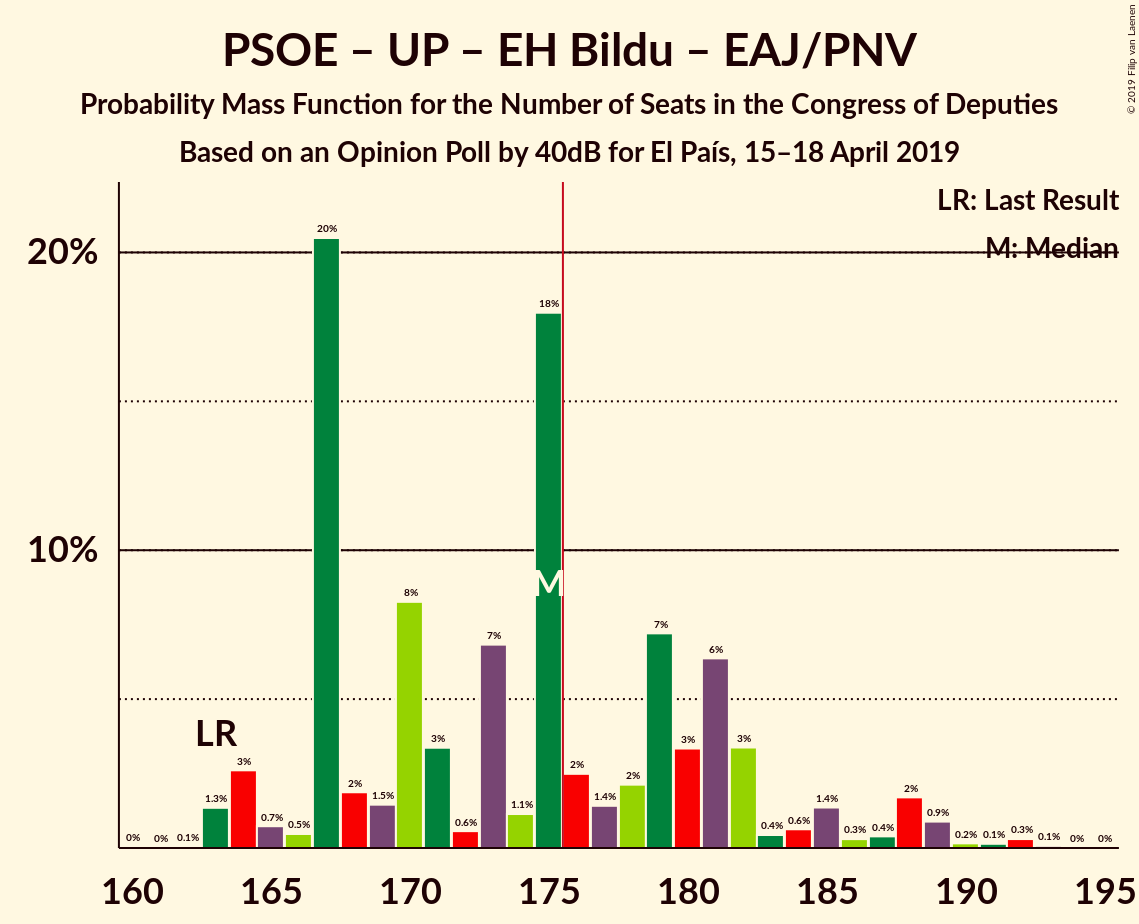 PSOE – UP – EH Bildu – EAJ/PNV
Probability Mass Function for the Number of Seats in the Congress of Deputies
Based on an Opinion Poll by 40dB for El País, 15–18 April 2019
© 2019 Filip van Laenen
LR: Last Result
M: Median
20%
10%
LR
M
0% 0% 0.1% 1.3% 3% 0.7% 0.5% 20% 2% 1.5% 8% 3% 0.6% 7% 1.1% 18% 2% 1.4% 2% 7% 3% 6% 3% 0.4% 0.6% 1.4% 0.3% 0.4% 2% 0.9% 0.2% 0.1% 0.3% 0.1% 0% 0%
160 165 170 175 180 185 190 195